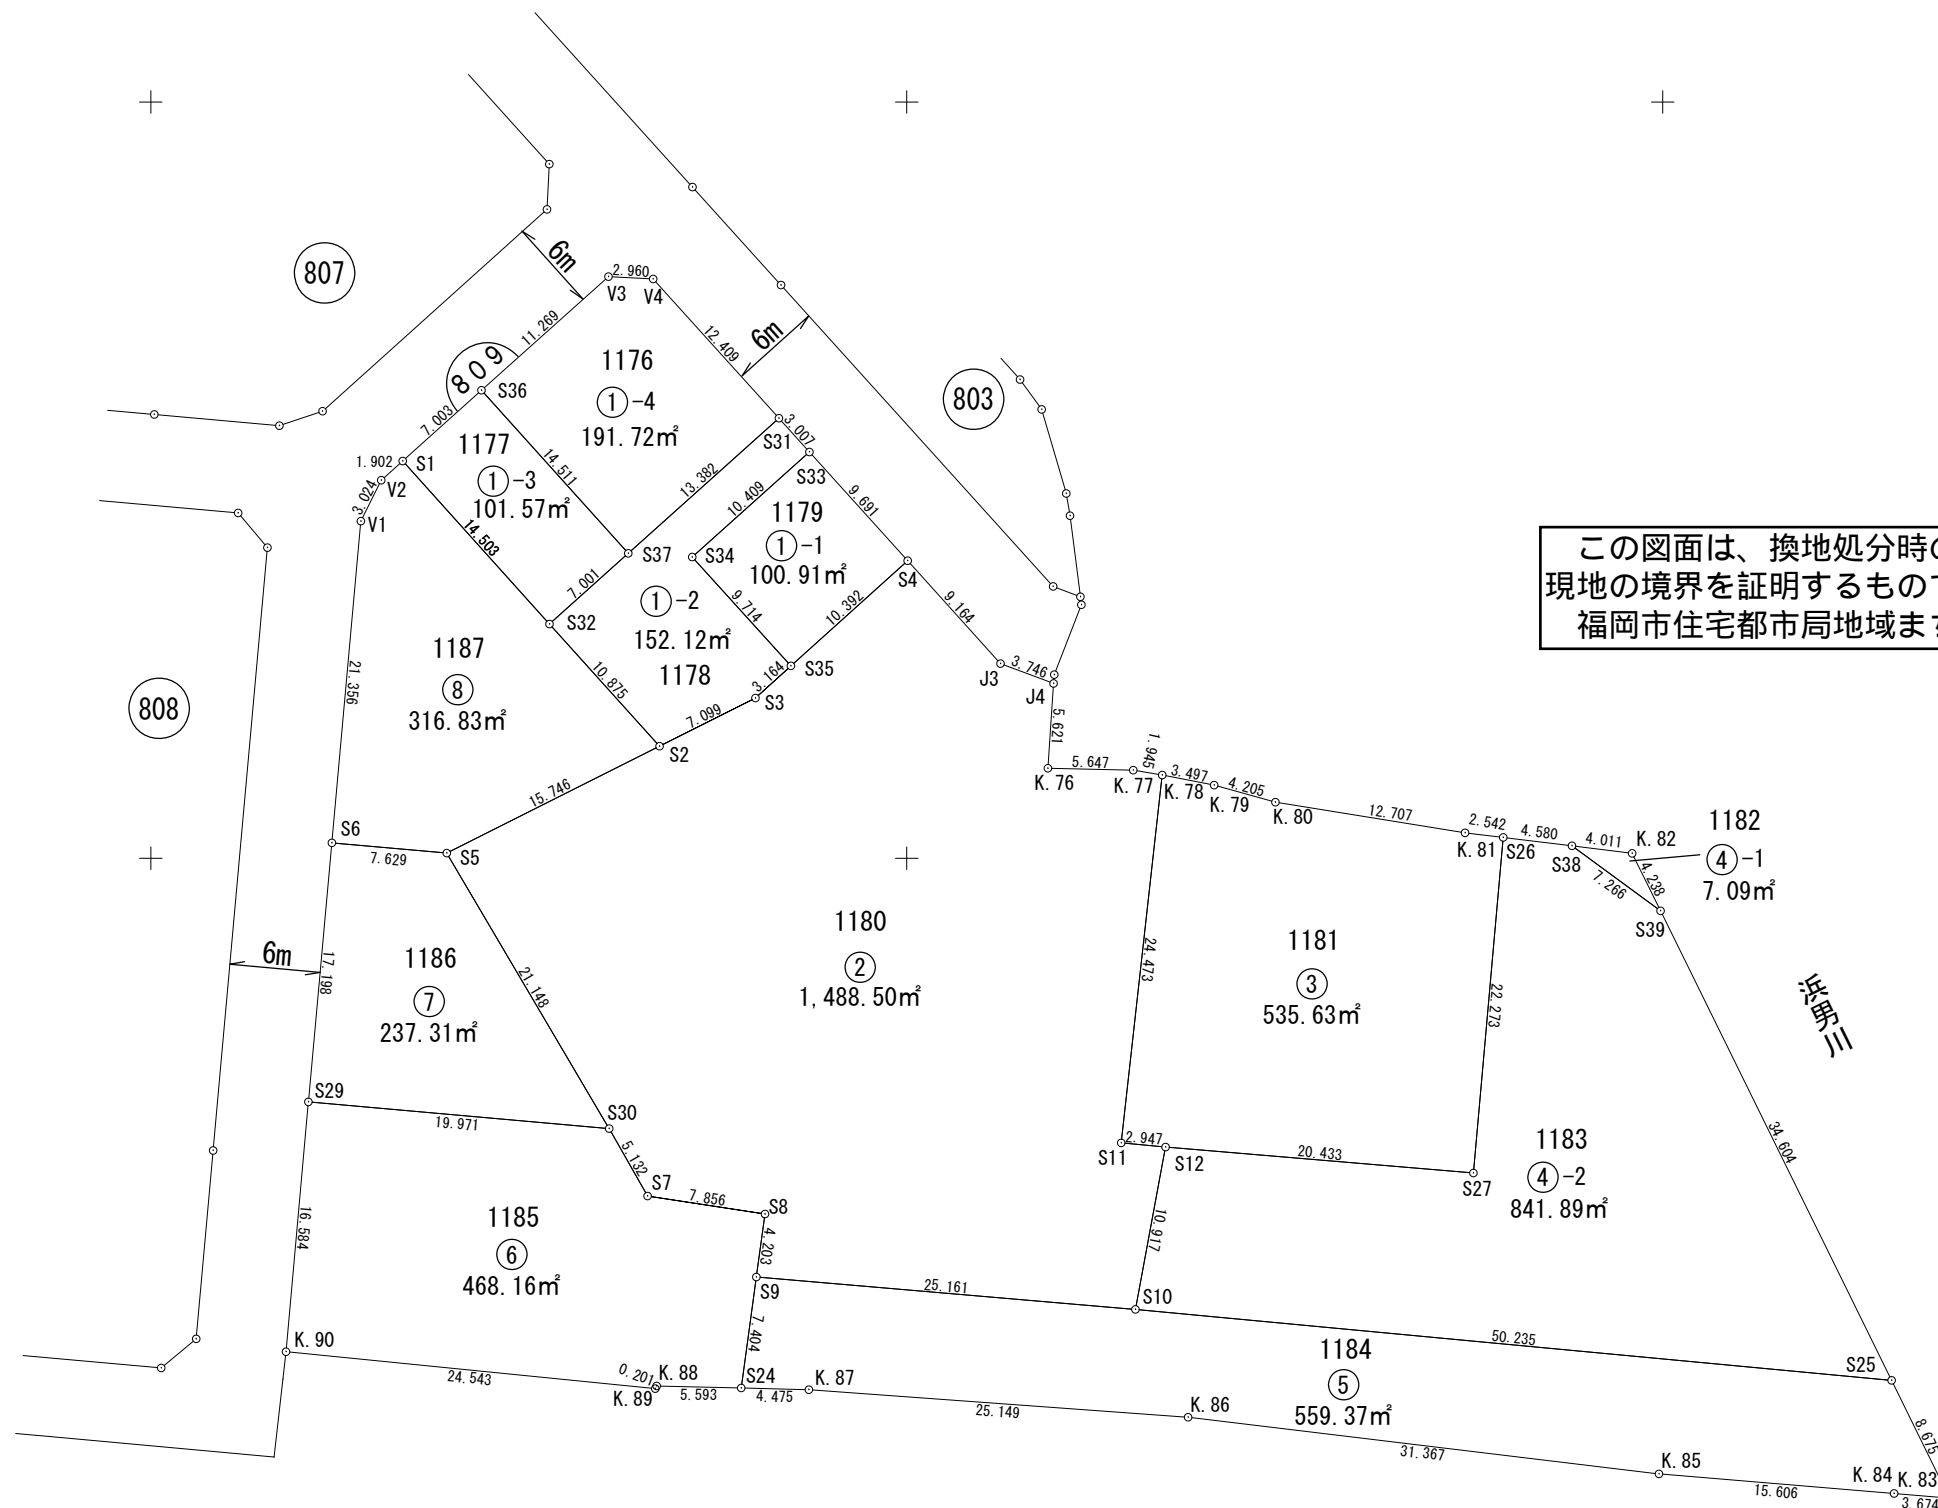 6m
807
2.960
V3
V4
11.269
12.409
6m
1176
809
S36
①-4
191.72㎡
803
7.003
3.007
S31
1177
14.511
S33
1.902
S1
①-3
101.57㎡
13.382
9.691
3.024
V2
V1
10.409
1179
①-1
100.91㎡
14.503
S37
S34
S4
この図面は、換地処分時の
現地の境界を証明するもので
福岡市住宅都市局地域ます
7.001
①-2
9.714
10.392
9.164
S32
152.12㎡
1187
1178
⑧
316.83㎡
21.356
10.875
3.164
S35
S3
J3
3.746
J4
808
7.099
S2
5.621
15.746
1.945
5.647
3.497
4.205
K.76
K.77
K.78
K.79
K.80
12.707
2.542
4.580
4.011
K.82
1182
④-1
7.09㎡
S6
7.629
S5
K.81
S26
S38
7.266
4.238
S39
1180
②
1,488.50㎡
1181
③
535.63㎡
6m
17.198
1186
⑦
237.31㎡
21.148
24.473
22.273
浜男川
S29
19.971
S30
5.132
34.604
2.947
S11
S12
20.433
S27
1183
④-2
841.89㎡
S7
7.856
S8
4.203
10.917
16.584
1185
⑥
468.16㎡
S9
25.161
S10
7.404
50.235
K.90
1184
⑤
559.37㎡
S25
24.543
0.201
K.88
K.89
5.593
S24
4.475
K.87
25.149
K.86
31.367
8.675
K.85
15.606
K.84
K.83
3.674